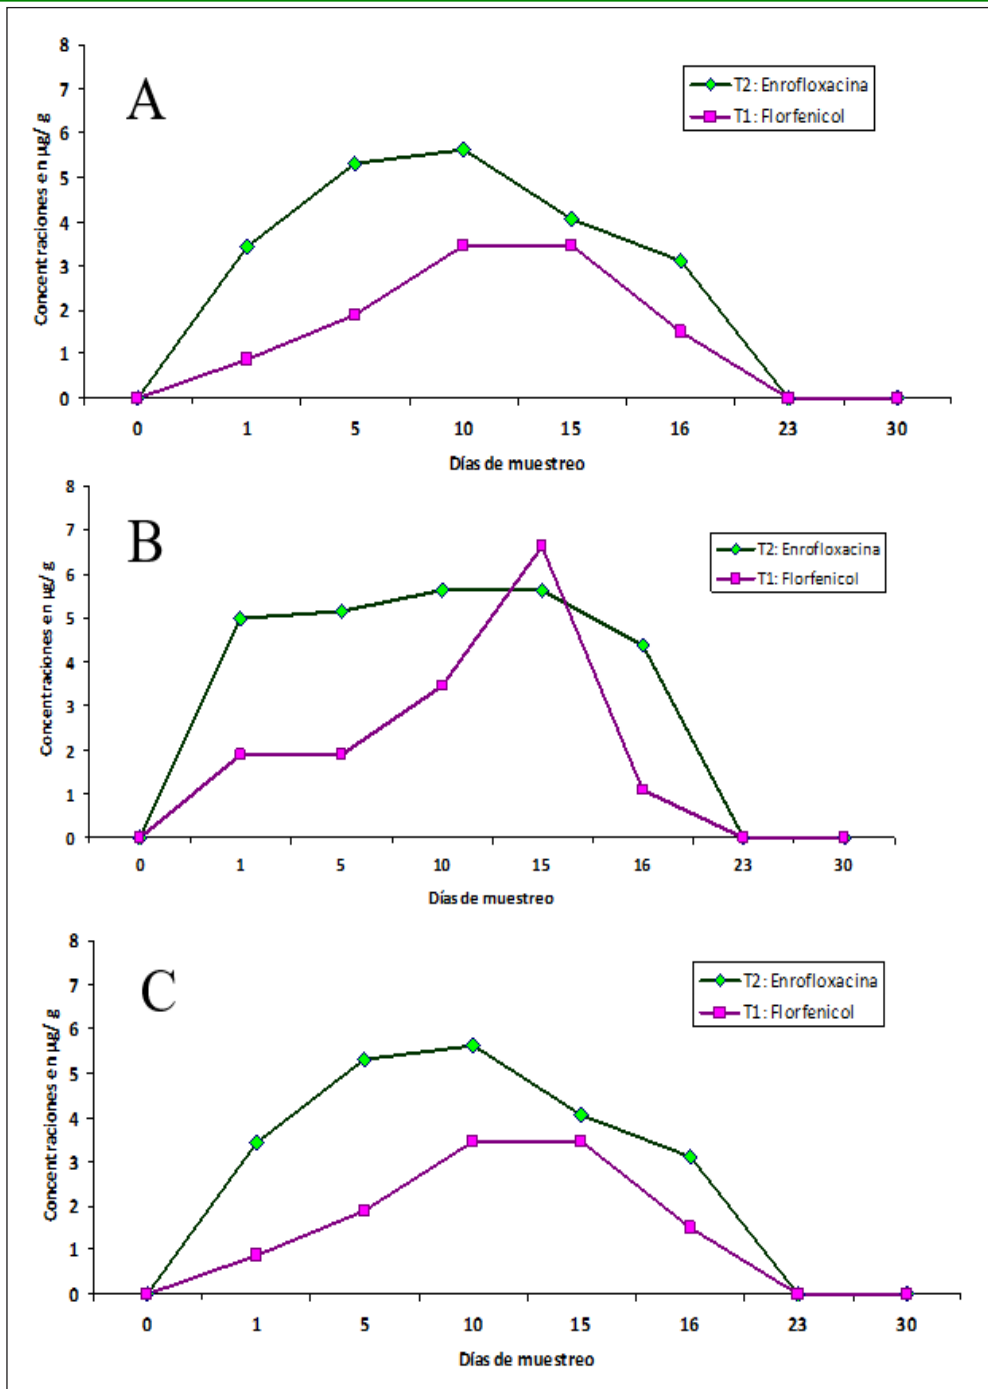 A
T2: Enrofloxacina
T1: Florfenicol
Concentraciones en µg/ g
8
7
6
5
4
3
2
1
0
0 1 5 10 15 16 23 30
Días de muestreo
B
T2: Enrofloxacina
T1: Florfenicol
Concentraciones en µg/ g
8
7
6
5
4
3
2
1
0
0 1 5 10 15 16 23 30
Días de muestreo
C
T2: Enrofloxacina
T1: Florfenicol
Concentraciones en µg/ g
8
7
6
5
4
3
2
1
0
0 1 5 10 15 16 23 30
Días de muestreo